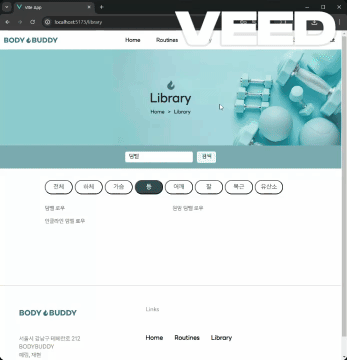 Vite App
localhost:5173/library
VEED
BODY BUDDY
Home Routines
Library
Home > Library
덤벨 검색
전체 하체 가슴 등 어깨 팔 복근 유산소
덤벨 로우 원암 덤벨 로우
인클라인 덤벨 로우
BODY BUDDY
Links
서울시 강남구 테헤란로 212
BODYBUDDY
Home Routines Library